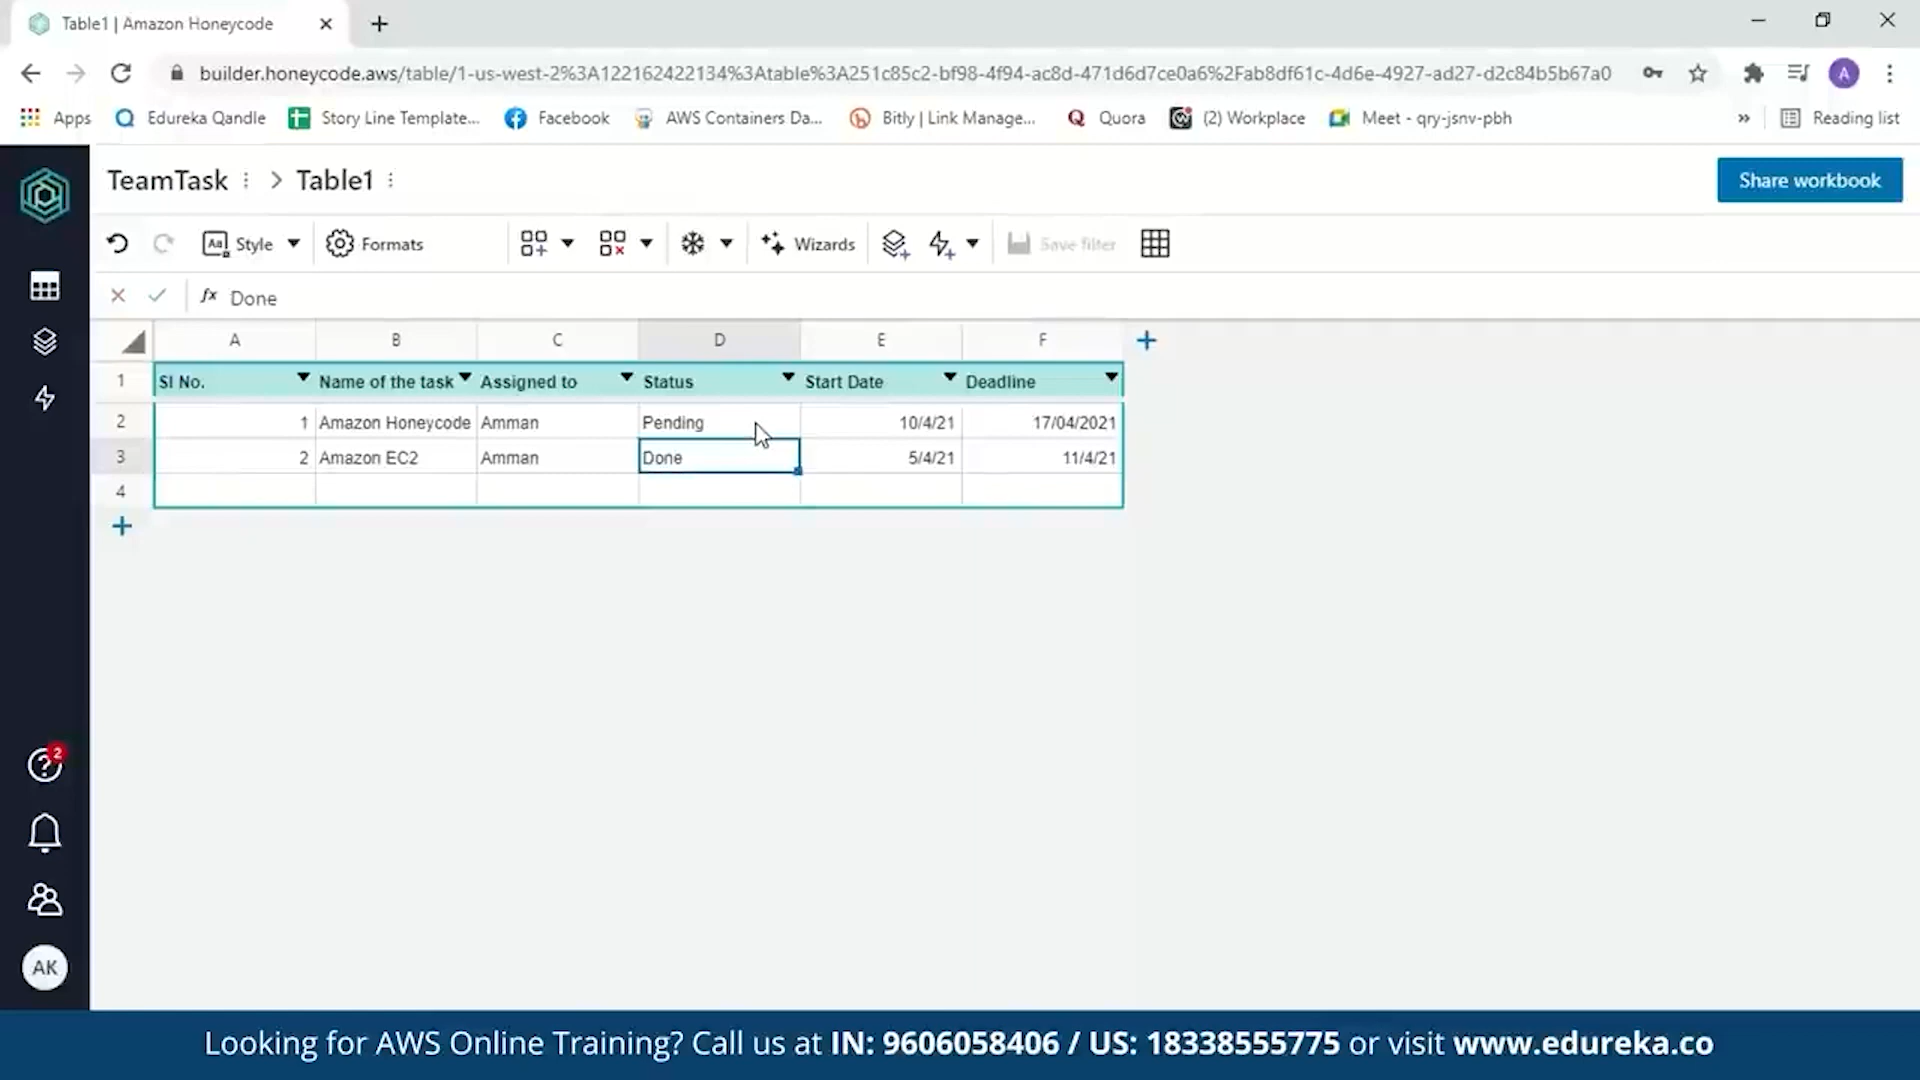 Table1 | Amazon Honeycode
builder.honeycode.aws/table/1-us-west-2%3A122162422134%3Atable%3A251c85c2-bf98-4f94-ac8d-471d6d7ce0a6%2Fab8df61c-4d6e-4927-ad27-d2c84b5b67a0
A
Apps Edureka Qandle Story Line Template... Facebook AWS Containers Da... Bitly | Link Manage... Quora (2) Workplace Meet - qry-jsnv-pbh » Reading list
TeamTask > Table1 Share workbook
Aa Style Formats Wizards Save filter
fx Done
A B C D E F
1 Sl No. Name of the task Assigned to Status Start Date Deadline
2 1 Amazon Honeycode Amman Pending 10/4/21 17/04/2021
3 2 Amazon EC2 Amman Done 5/4/21 11/4/21
4
2
AK
Looking for AWS Online Training? Call us at IN: 9606058406 / US: 18338555775 or visit www.edureka.co